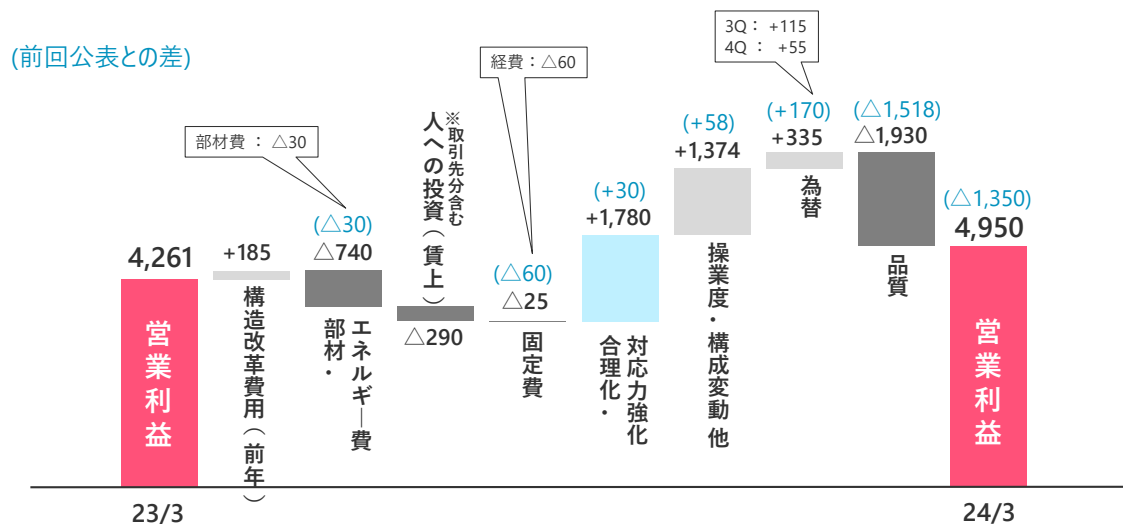 (前回公表との差)
4,261
営業利益
23/3
+185
構造改革費用(前年)
部材費 : △30
(△30)
△740
部材・
エネルギー費
人への投資(賃上)
※取引先分含む
△290
経費:△60
(△60)
△25
固定費
(+30)
+1,780
合理化・
対応力強化
(+58)
+1,374
操業度・構成変動 他
3Q: +115
4Q: +55
(+170)
+335
為替
(△1,518)
△1,930
品質
(△1,350)
4,950
営業利益
24/3